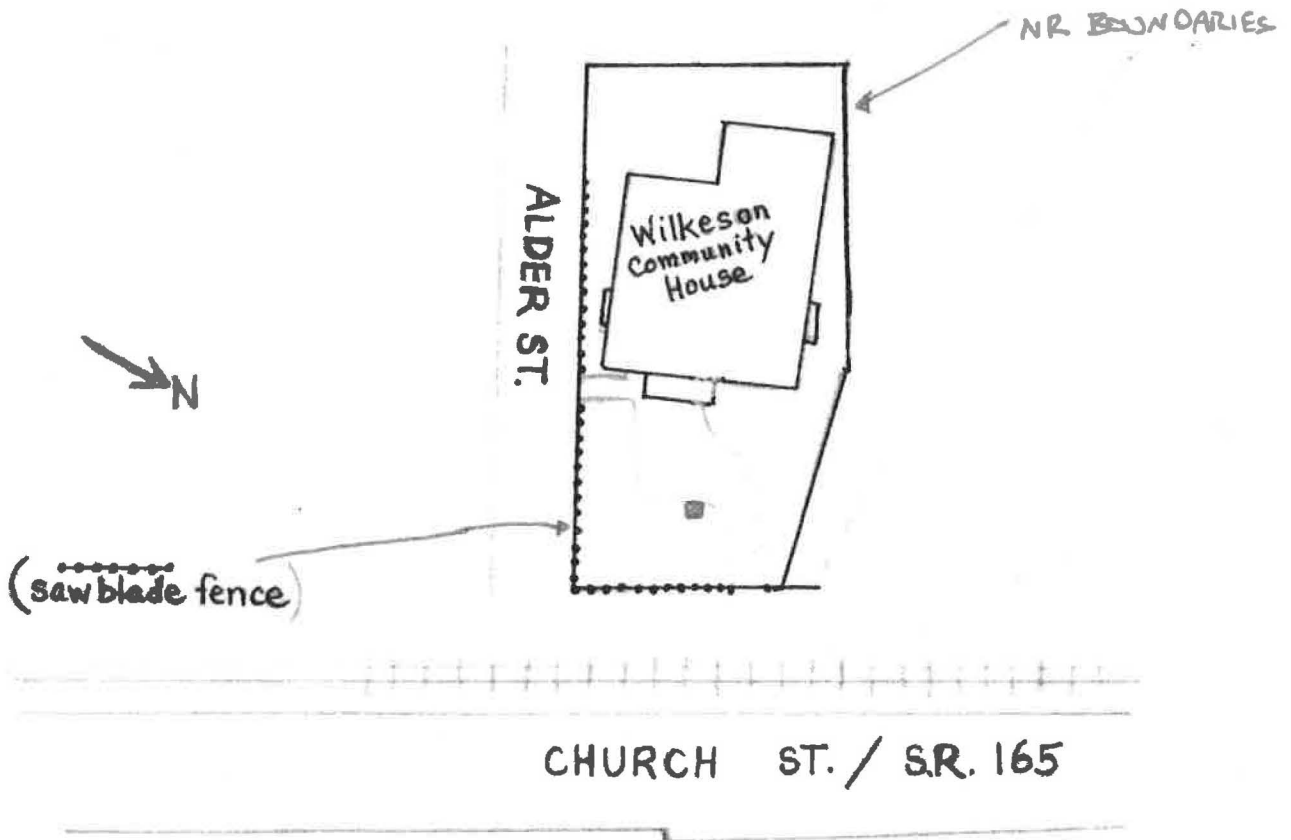 NR BOUNDARIES
ALDER ST.
Wilkeson
Community
House
N
(sawblade fence)
CHURCH ST. / S.R. 165